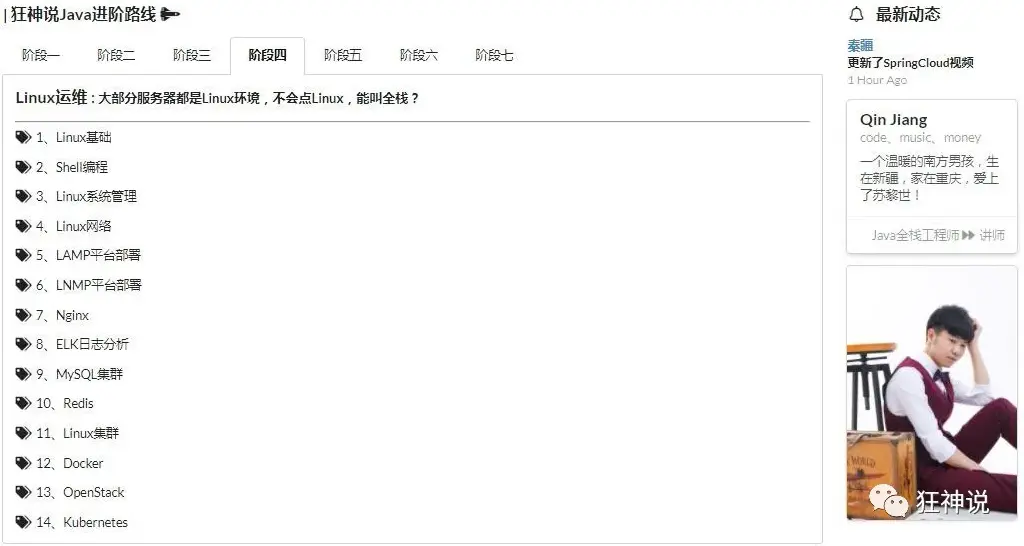 | 狂神说Java进阶路线
阶段一 阶段二 阶段三 阶段四 阶段五 阶段六 阶段七
Linux运维 : 大部分服务器都是Linux环境，不会点Linux，能叫全栈？
1、Linux基础
2、Shell编程
3、Linux系统管理
4、Linux网络
5、LAMP平台部署
6、LNMP平台部署
7、Nginx
8、ELK日志分析
9、MySQL集群
10、Redis
11、Linux集群
12、Docker
13、OpenStack
14、Kubernetes
最新动态
秦疆
更新了SpringCloud视频
1 Hour Ago
Qin Jiang
code、music、money
一个温暖的南方男孩，生
在新疆，家在重庆，爱上
了苏黎世！
Java全栈工程师 讲师
WORLD
狂神说